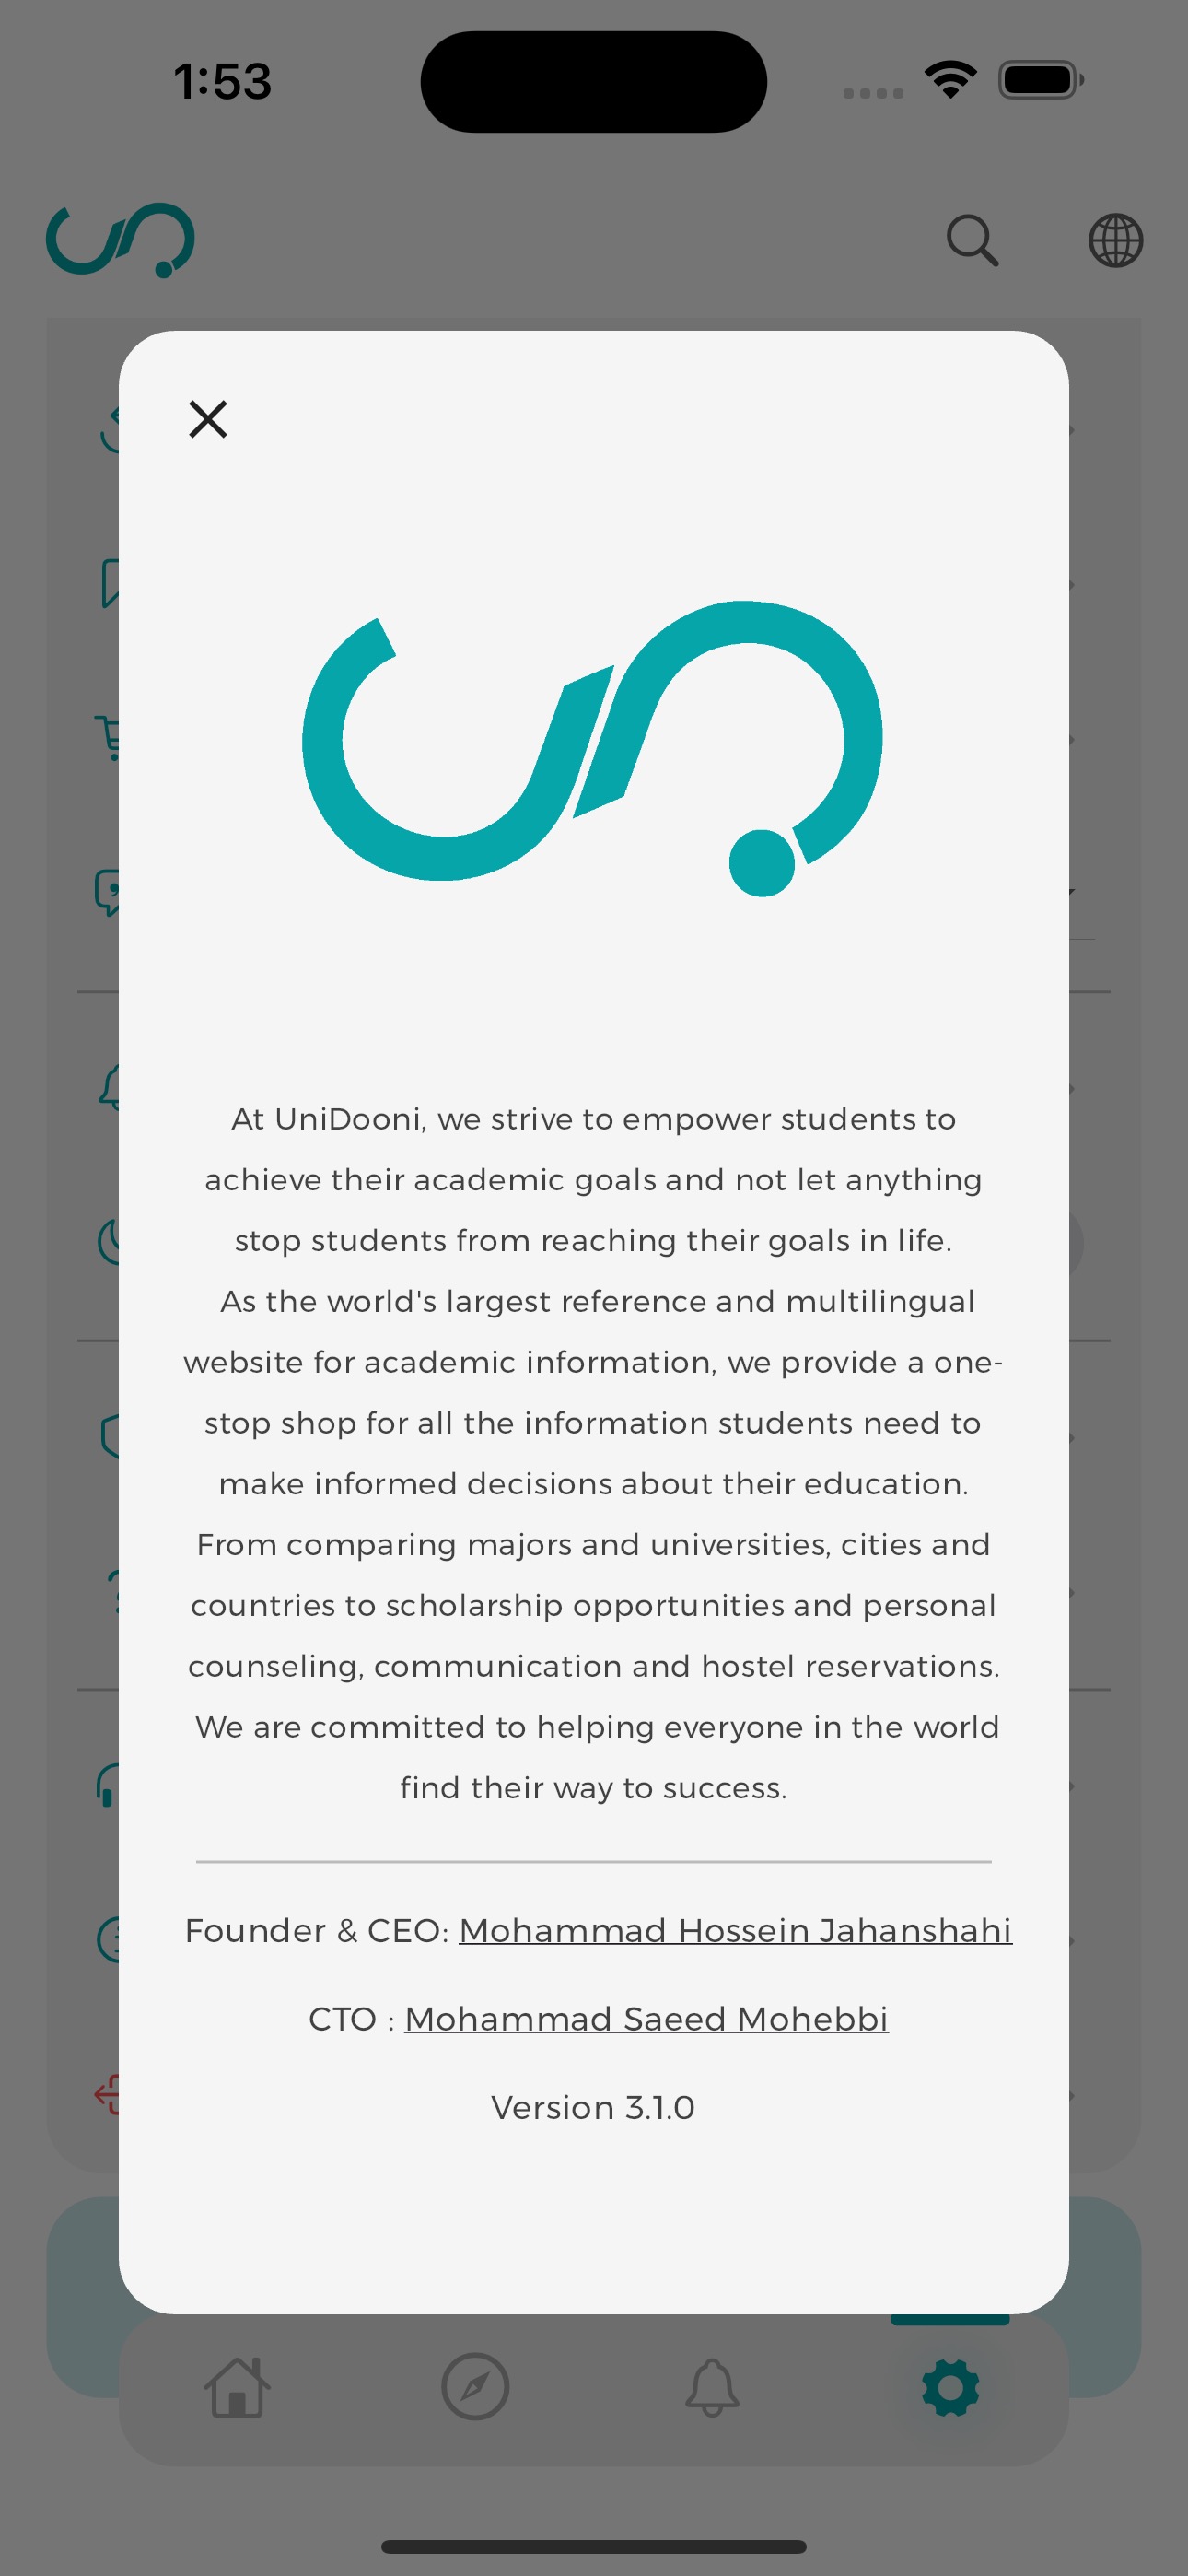 1:53
At UniDooni, we strive to empower students to
achieve their academic goals and not let anything
stop students from reaching their goals in life.
As the world's largest reference and multilingual
website for academic information, we provide a one-
stop shop for all the information students need to
make informed decisions about their education.
From comparing majors and universities, cities and
countries to scholarship opportunities and personal
counseling, communication and hostel reservations.
We are committed to helping everyone in the world
find their way to success.
Founder & CEO: Mohammad Hossein Jahanshahi
CTO : Mohammad Saeed Mohebbi
Version 3.1.0